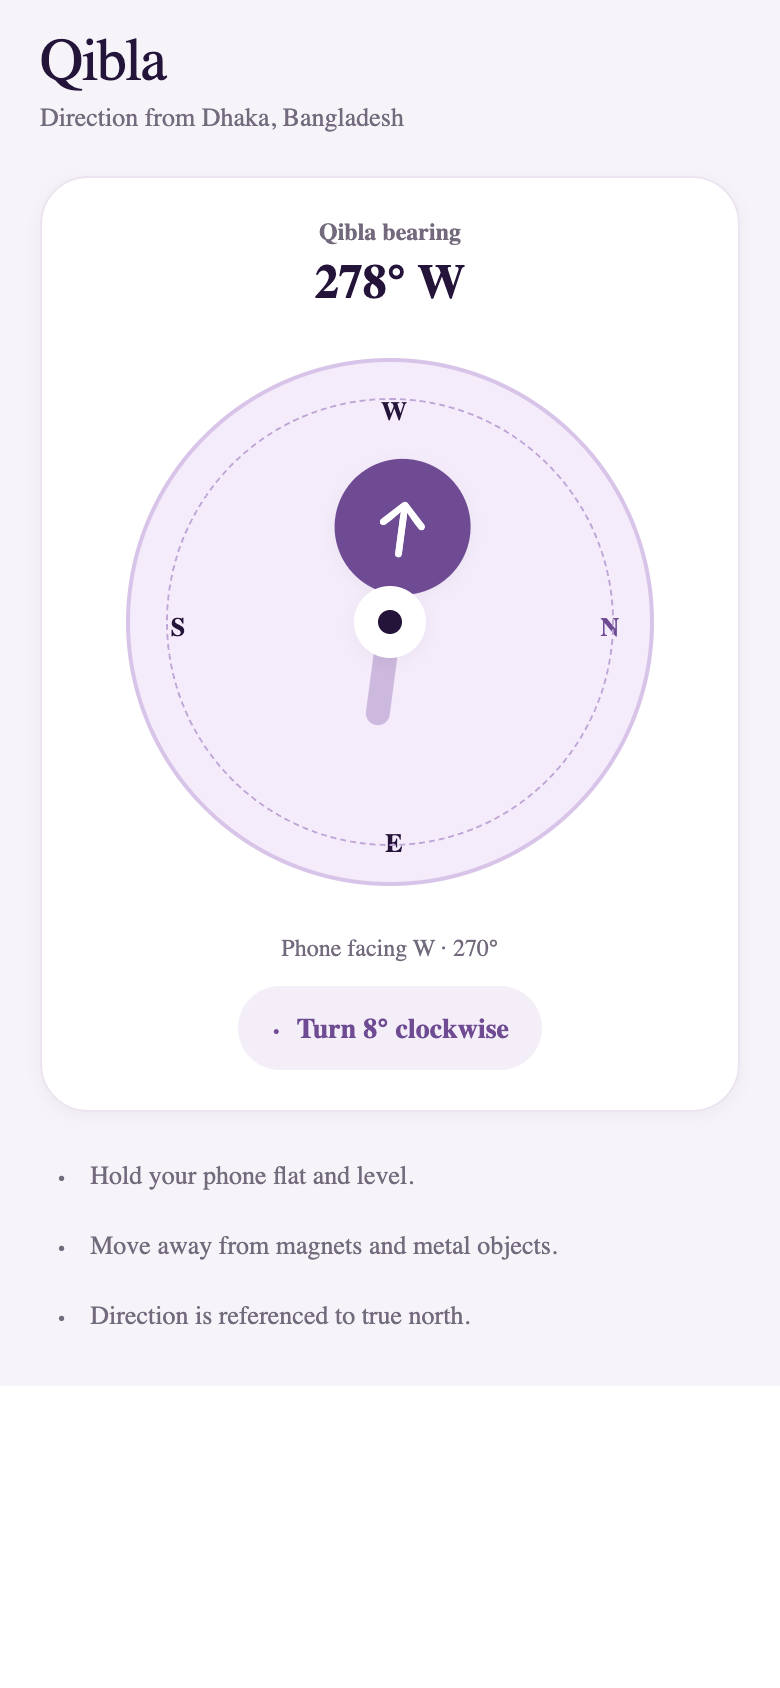 Qibla
Direction from Dhaka, Bangladesh
Qibla bearing
278° W
W
S
N
E
Phone facing W · 270°
· Turn 8° clockwise
· Hold your phone flat and level.
· Move away from magnets and metal objects.
· Direction is referenced to true north.